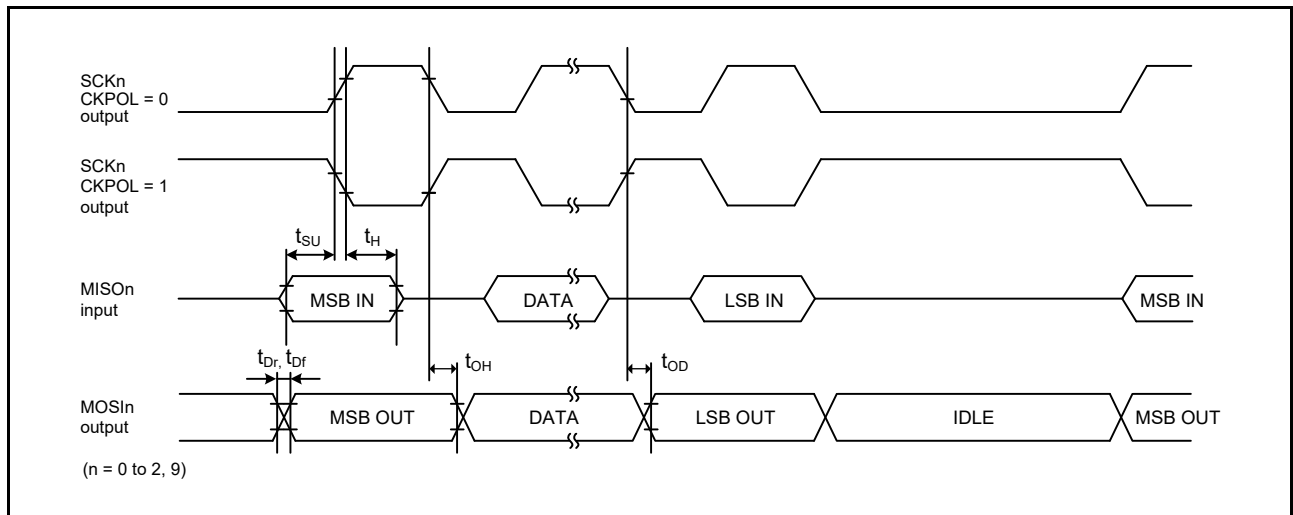 SCKn
CKPOL = 0
output
SCKn
CKPOL = 1
output
tSU
tH
MISOn
input
MSB IN
DATA
LSB IN
MSB IN
tDr, tDf
tOH
tOD
MOSIn
output
MSB OUT
DATA
LSB OUT
IDLE
MSB OUT
(n = 0 to 2, 9)